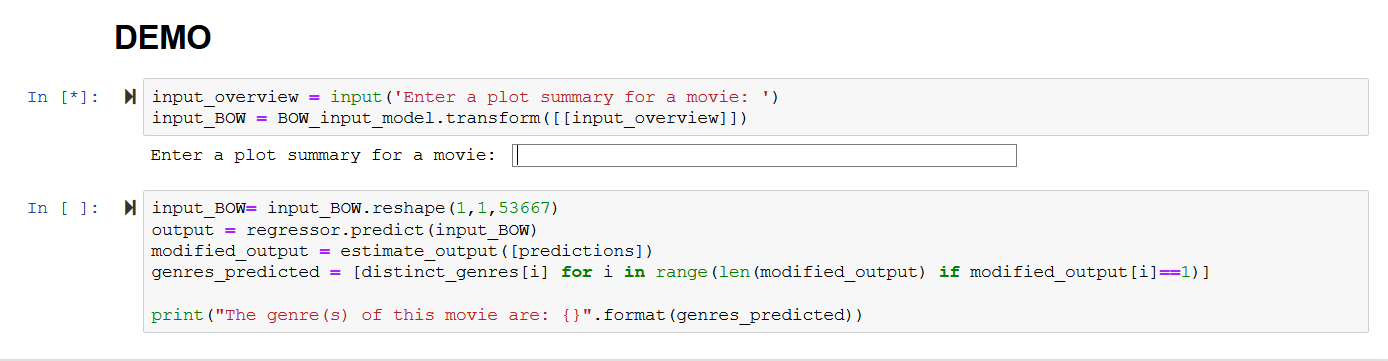 DEMO
In [*]:
input_overview = input('Enter a plot summary for a movie: ')
input_BOW = BOW_input_model.transform([[input_overview]])
Enter a plot summary for a movie:
In [ ]:
input_BOW= input_BOW.reshape(1,1,53667)
output = regressor.predict(input_BOW)
modified_output = estimate_output([predictions])
genres_predicted = [distinct_genres[i] for i in range(len(modified_output) if modified_output[i]==1)]
print("The genre(s) of this movie are: {}".format(genres_predicted))